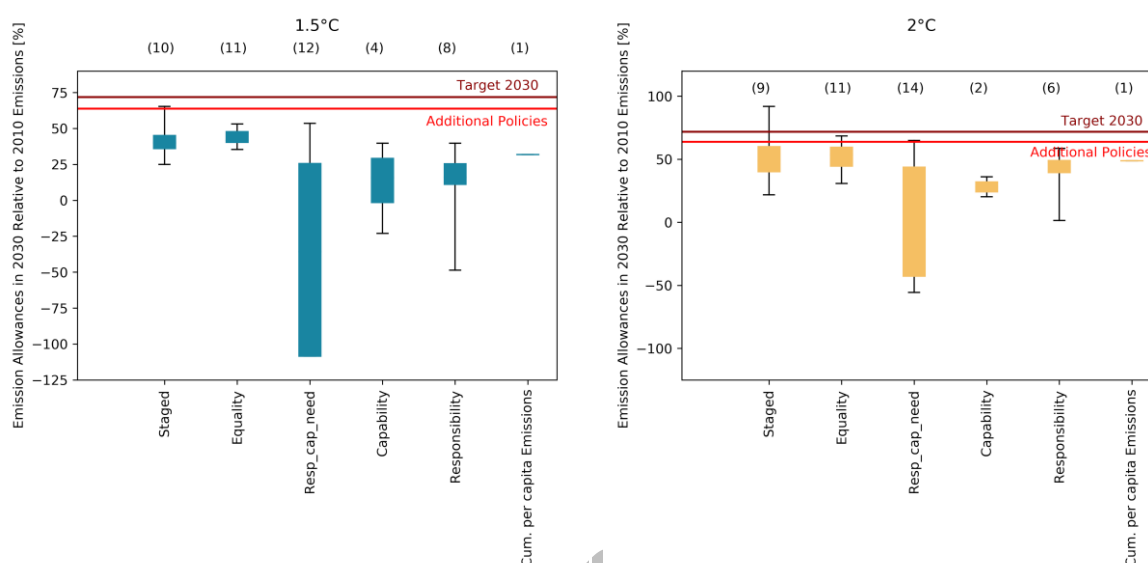 1.5°C
(10) (11) (12) (4) (8) (1)
Emission Allowances in 2030 Relative to 2010 Emissions [%]
75
50
25
0
−25
−50
−75
−100
−125
Target 2030
Additional Policies
Staged
Equality
Resp_cap_need
Capability
Responsibility
Cum. per capita Emissions
2°C
(9) (11) (14) (2) (6) (1)
Emission Allowances in 2030 Relative to 2010 Emissions [%]
100
50
0
−50
−100
Target 2030
Additional Policies
Staged
Equality
Resp_cap_need
Capability
Responsibility
Cum. per capita Emissions